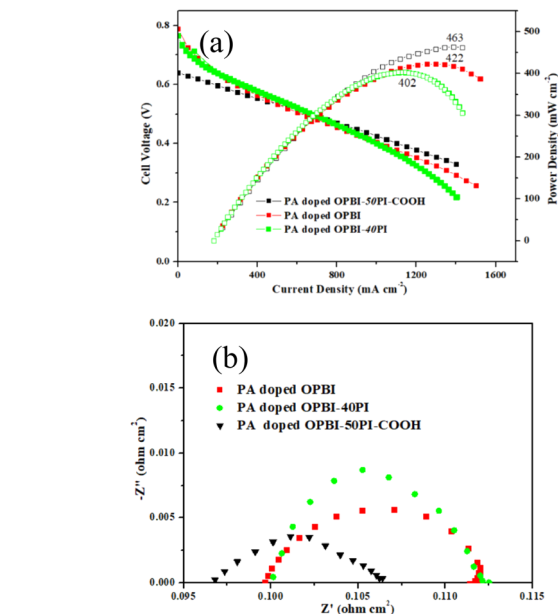 (a)
0.8
0.6
0.4
0.2
0.0
Cell Voltage (V)
500
400
300
200
100
0
Power Density (mW cm-2)
463
422
402
PA doped OPBI-50PI-COOH
PA doped OPBI
PA doped OPBI-40PI
0 400 800 1200 1600
Current Density (mA cm-2)
(b)
0.020
0.015
0.010
0.005
0.000
-Z" (ohm cm2)
PA doped OPBI
PA doped OPBI-40PI
PA doped OPBI-50PI-COOH
0.095 0.100 0.105 0.110 0.115
Z' (ohm cm2)